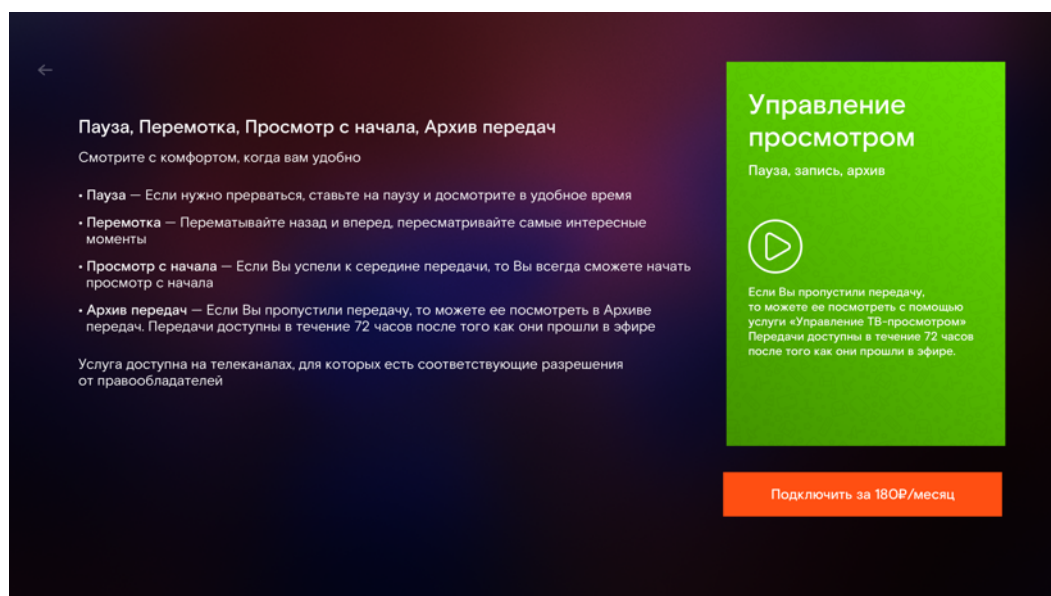 Пауза, Перемотка, Просмотр с начала, Архив передач
Смотрите с комфортом, когда вам удобно
• Пауза — Если нужно прерваться, ставьте на паузу и досмотрите в удобное время
• Перемотка — Перематывайте назад и вперед, пересматривайте самые интересные
моменты
• Просмотр с начала — Если Вы успели к середине передачи, то Вы всегда сможете начать
просмотр с начала
• Архив передач — Если Вы пропустили передачу, то можете ее посмотреть в Архиве
передач. Передачи доступны в течение 72 часов после того как они прошли в эфире
Услуга доступна на телеканалах, для которых есть соответствующие разрешения
от правообладателей
Управление
просмотром
Пауза, запись, архив
Если Вы пропустили передачу,
то можете ее посмотреть с помощью
услуги «Управление ТВ-просмотром»
Передачи доступны в течение 72 часов
после того как они прошли в эфире.
Подключить за 180₽/месяц